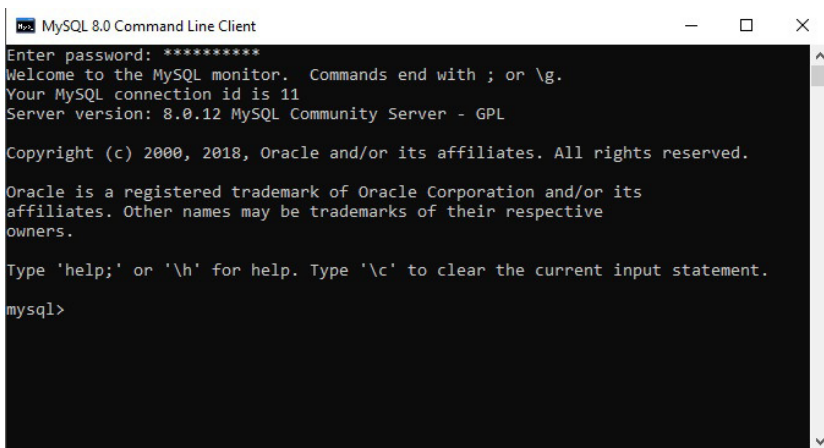 MySQL 8.0 Command Line Client
Enter password: **********
Welcome to the MySQL monitor.  Commands end with ; or \g.
Your MySQL connection id is 11
Server version: 8.0.12 MySQL Community Server - GPL
Copyright (c) 2000, 2018, Oracle and/or its affiliates. All rights reserved.
Oracle is a registered trademark of Oracle Corporation and/or its
affiliates. Other names may be trademarks of their respective
owners.
Type 'help;' or '\h' for help. Type '\c' to clear the current input statement.
mysql>